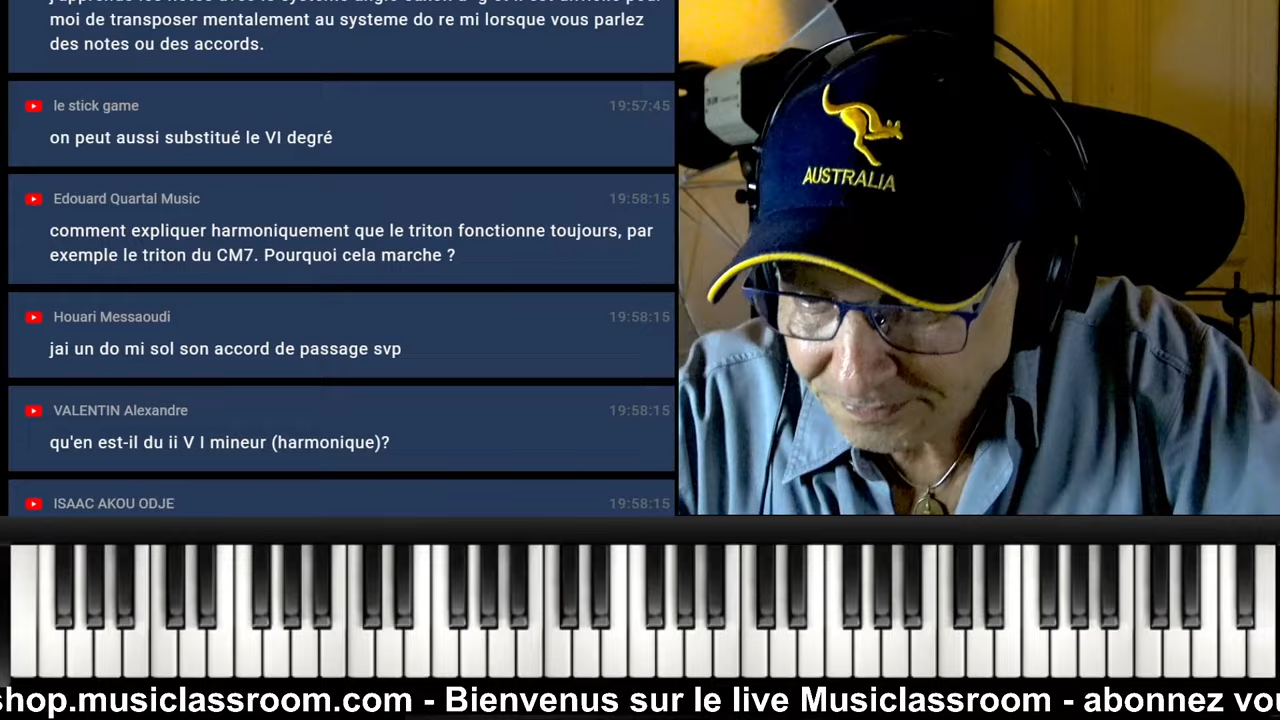 moi de transposer mentalement au systeme do re mi lorsque vous parlez
des notes ou des accords.
le stick game 19:57:45
on peut aussi substitué le VI degré
Edouard Quartal Music 19:58:15
comment expliquer harmoniquement que le triton fonctionne toujours, par
exemple le triton du CM7. Pourquoi cela marche ?
Houari Messaoudi 19:58:15
jai un do mi sol son accord de passage svp
VALENTIN Alexandre 19:58:15
qu'en est-il du ii V I mineur (harmonique)?
ISAAC AKOU ODJE 19:58:15
AUSTRALIA
shop.musiclassroom.com - Bienvenus sur le live Musiclassroom - abonnez vou